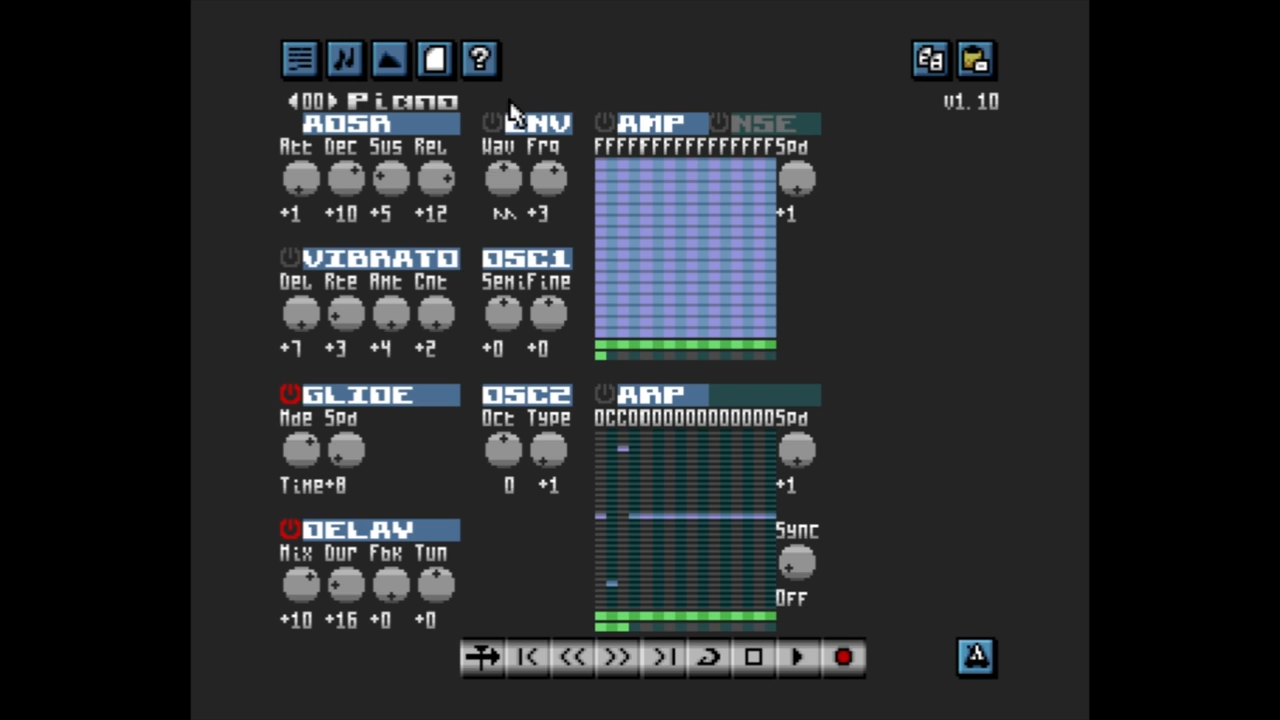 ?
00 Piano
v1.10
ADSR ENV AMP NSE
Att Dec Sus Rel Wav Frq FFFFFFFFFFFFFFFF Spd
+1 +10 +5 +12 +3 +1
VIBRATO OSC1
Del Rte Amt Cnt Semi Fine
+7 +3 +4 +2 +0 +0
GLIDE OSC2 ARP
Mde Spd Oct Type 0CC0000000000000 Spd
Time +8 0 +1 +1
DELAY Sync
Mix Dur Fbk Tun
+10 +16 +0 +0 OFF